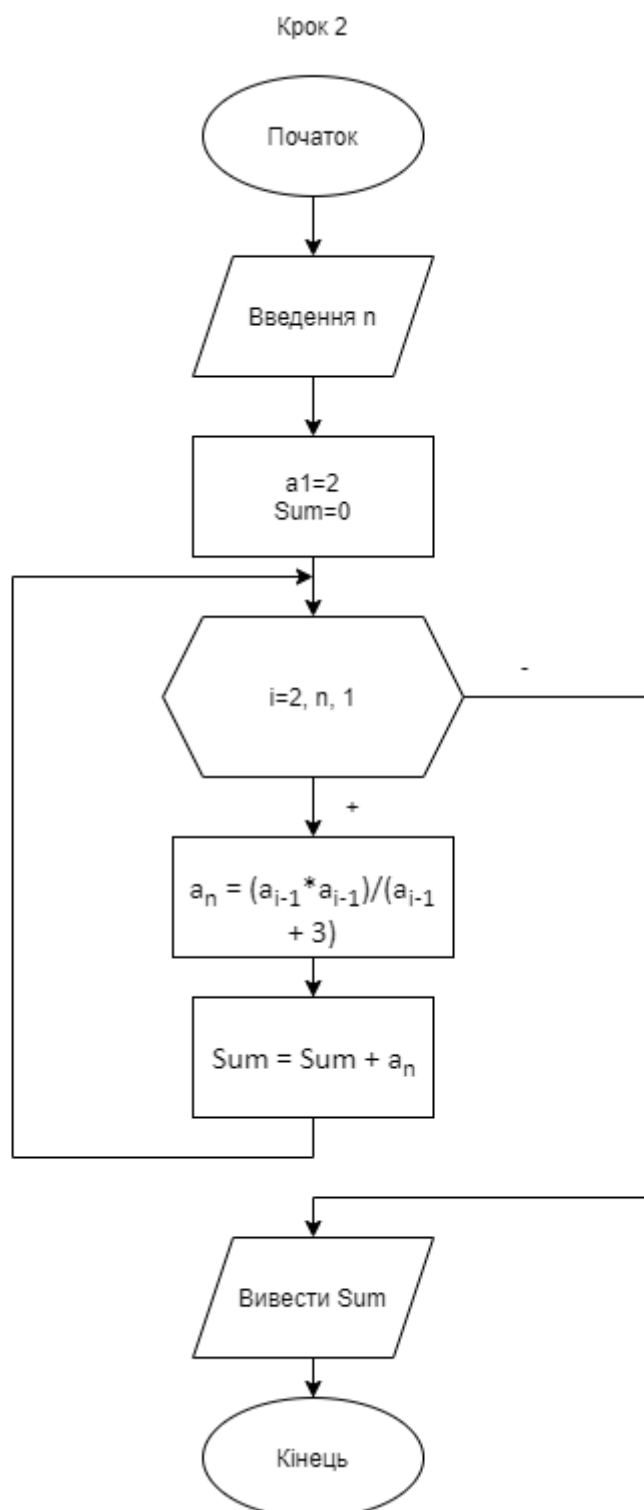 Крок 2
Початок
Введення n
a1=2
Sum=0
i=2, n, 1
-
+
aₙ = (aᵢ₋₁*aᵢ₋₁)/(aᵢ₋₁
+ 3)
Sum = Sum + aₙ
Вивести Sum
Кінець